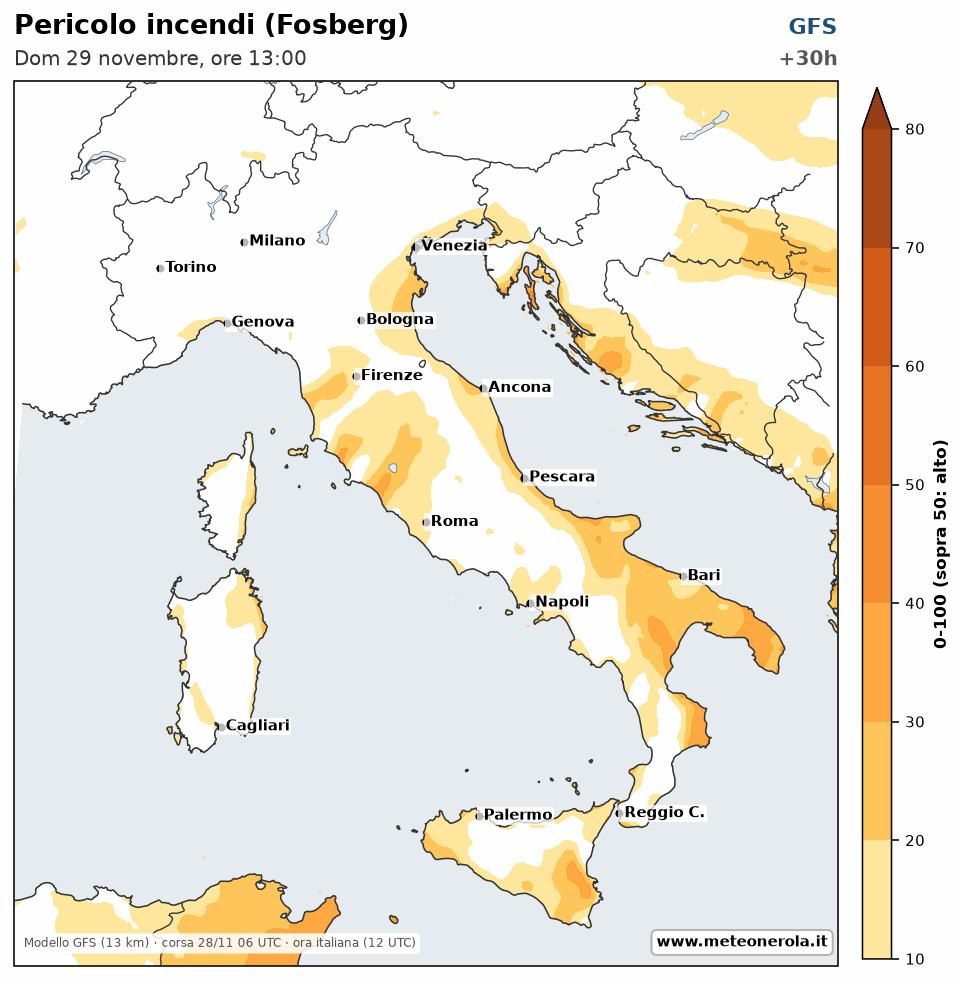 Pericolo incendi (Fosberg)
GFS
Dom 29 novembre, ore 13:00
+30h
80
70
60
50
40
30
20
10
0-100 (sopra 50: alto)
Milano
Venezia
Torino
Genova
Bologna
Firenze
Ancona
Pescara
Roma
Bari
Napoli
Cagliari
Palermo
Reggio C.
Modello GFS (13 km) · corsa 28/11 06 UTC · ora italiana (12 UTC)
www.meteonerola.it